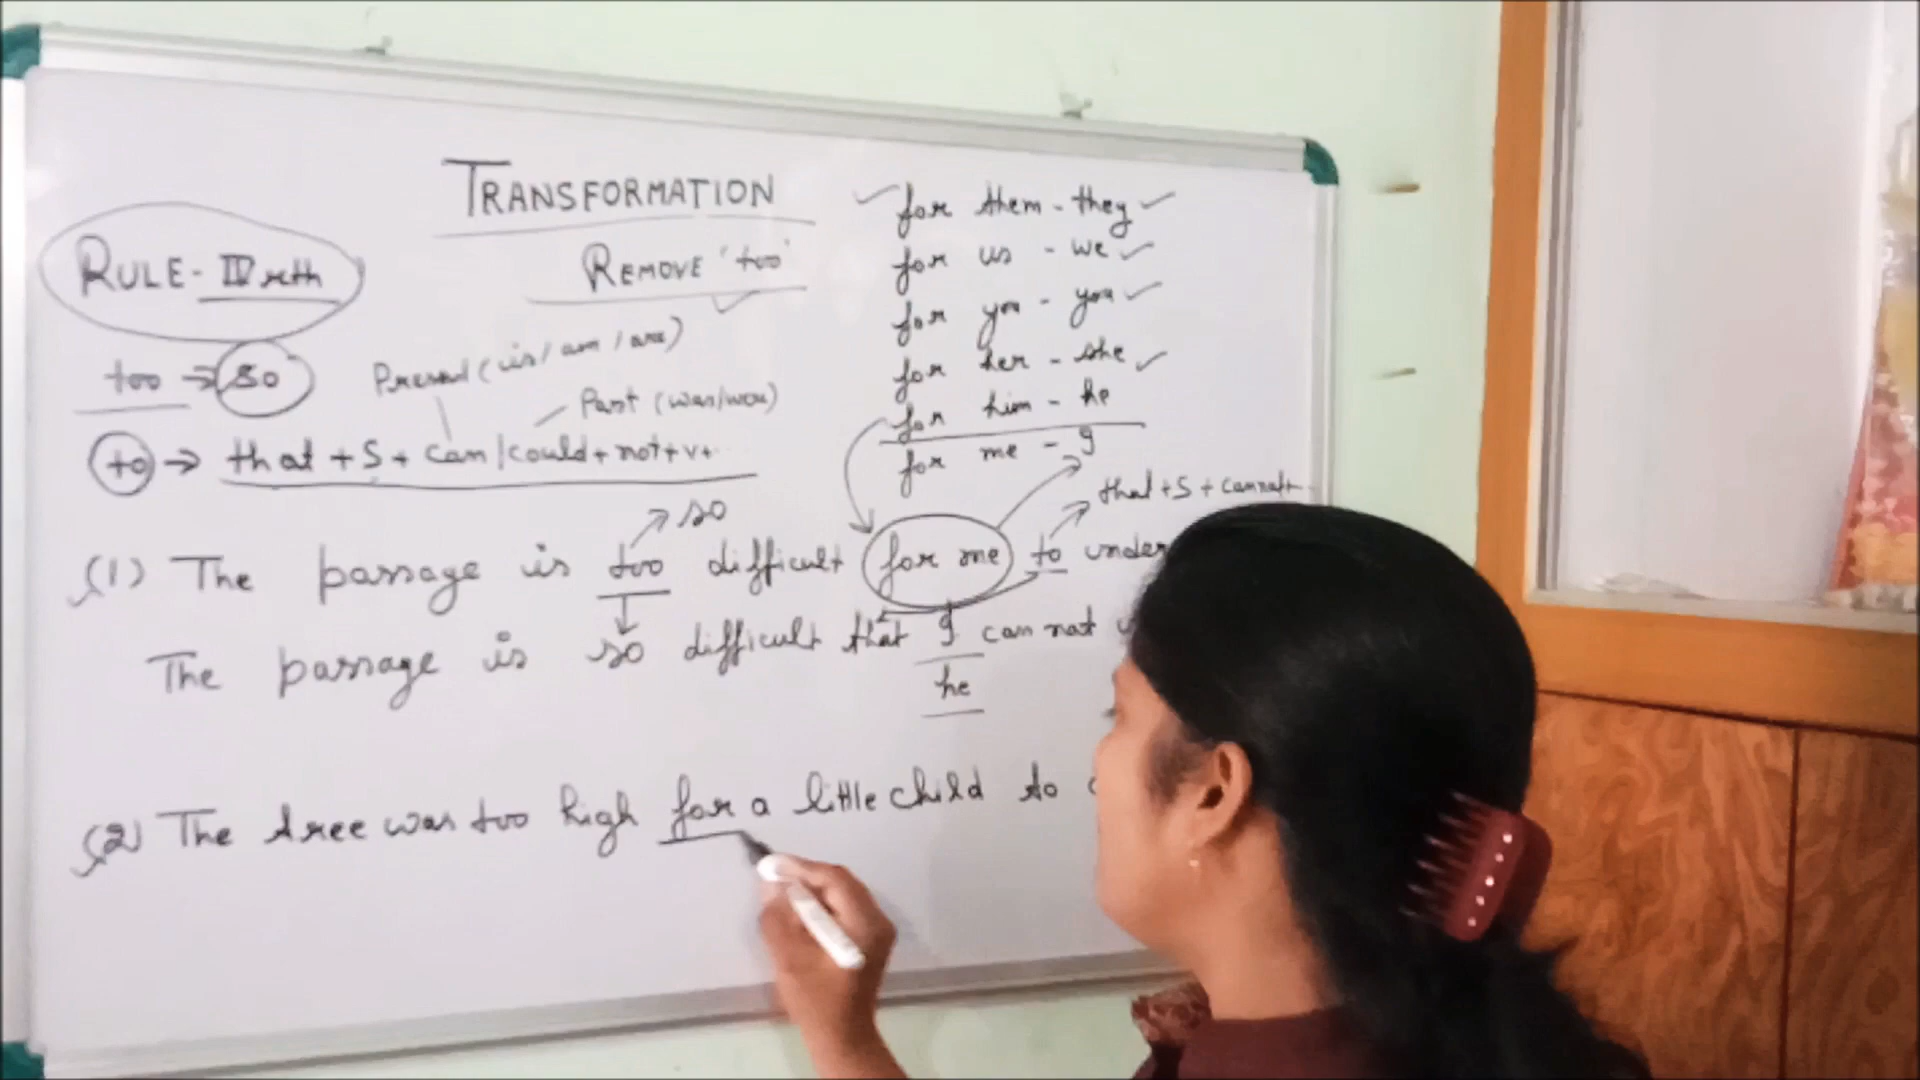 TRANSFORMATION
RULE- IVrth
REMOVE 'too'
too → so
Present (is/am/are)
Past (was/were)
to → that + S + can/could + not + v +
for them - they
for us - we
for you - you
for her - she
for him - he
for me - I
so
that + S + cannot +
(1) The passage is too difficult for me to under
The passage is so difficult that I can not
he
(2) The tree was too high for a little child to